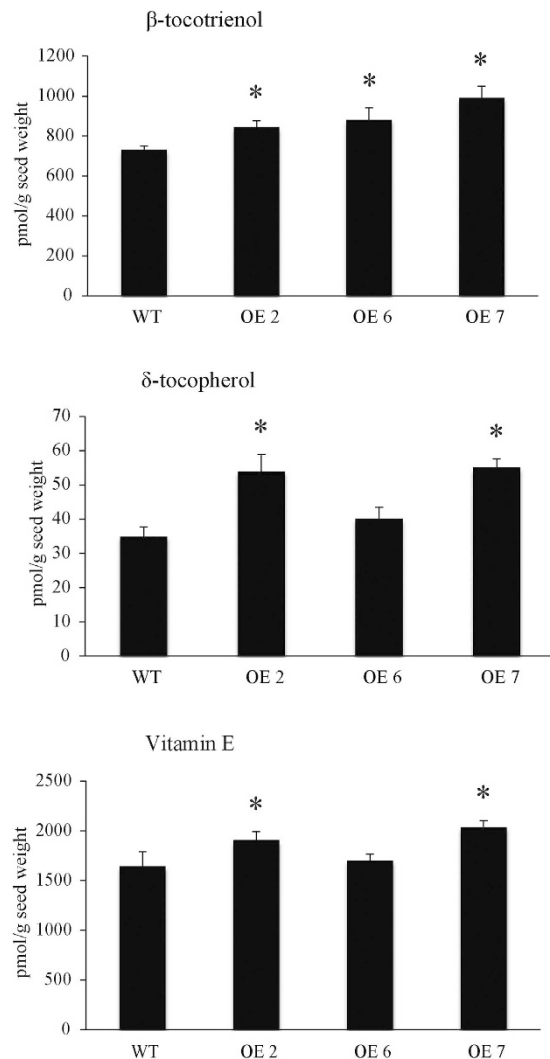 β-tocotrienol
pmol/g seed weight
1200
1000
800
600
400
200
0
*
*
*
WT
OE 2
OE 6
OE 7
δ-tocopherol
pmol/g seed weight
70
60
50
40
30
20
10
0
*
*
WT
OE 2
OE 6
OE 7
Vitamin E
pmol/g seed weight
2500
2000
1500
1000
500
0
*
*
WT
OE 2
OE 6
OE 7